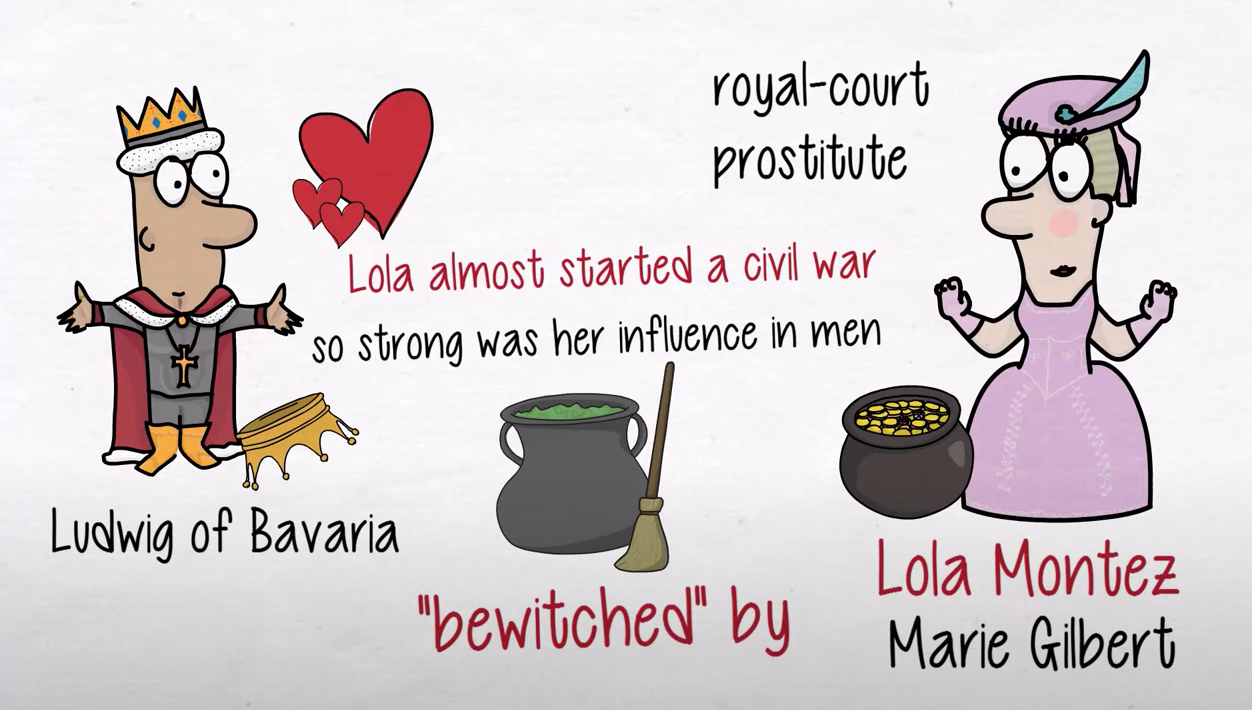 royal-court
prostitute
Lola almost started a civil war
so strong was her influence in men
Ludwig of Bavaria
"bewitched" by
Lola Montez
Marie Gilbert